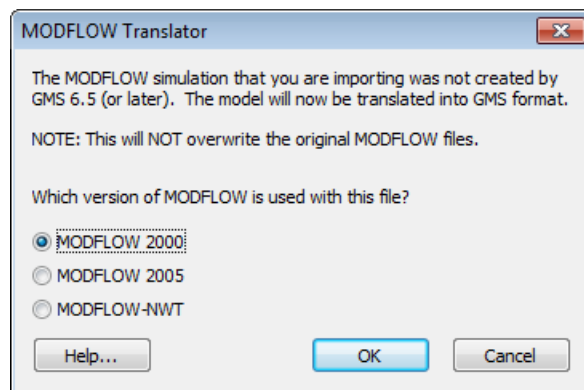 MODFLOW Translator
The MODFLOW simulation that you are importing was not created by
GMS 6.5 (or later).  The model will now be translated into GMS format.
NOTE: This will NOT overwrite the original MODFLOW files.
Which version of MODFLOW is used with this file?
MODFLOW 2000
MODFLOW 2005
MODFLOW-NWT
Help... OK Cancel